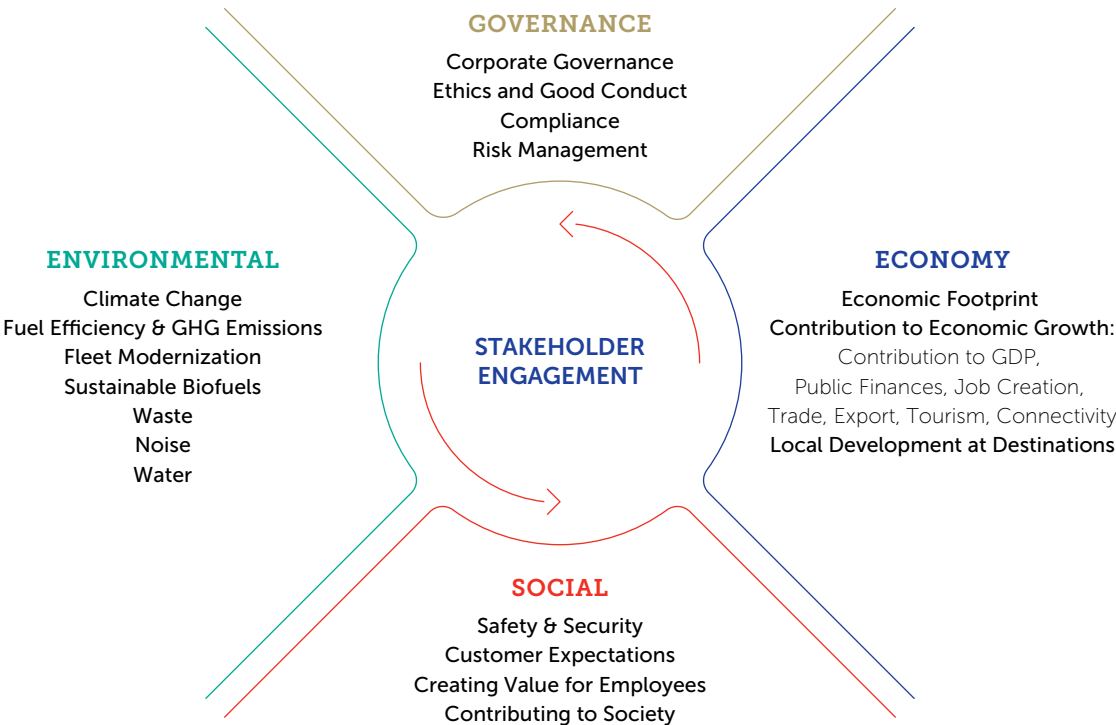 GOVERNANCE
Corporate Governance
Ethics and Good Conduct
Compliance
Risk Management
ENVIRONMENTAL
Climate Change
Fuel Efficiency & GHG Emissions
Fleet Modernization
Sustainable Biofuels
Waste
Noise
Water
STAKEHOLDER
ENGAGEMENT
ECONOMY
Economic Footprint
Contribution to Economic Growth:
Contribution to GDP,
Public Finances, Job Creation,
Trade, Export, Tourism, Connectivity
Local Development at Destinations
SOCIAL
Safety & Security
Customer Expectations
Creating Value for Employees
Contributing to Society